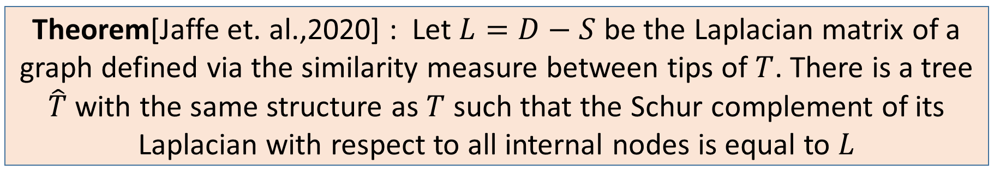 Theorem[Jaffe et. al.,2020] : Let L = D − S be the Laplacian matrix of a
graph defined via the similarity measure between tips of T. There is a tree
T̂ with the same structure as T such that the Schur complement of its
Laplacian with respect to all internal nodes is equal to L